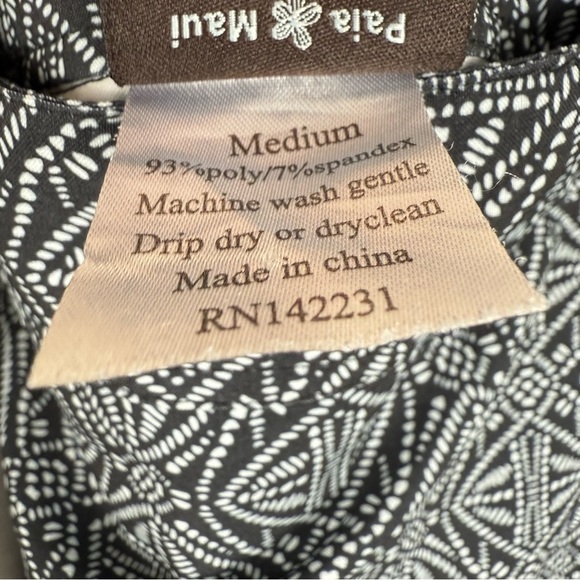 Paia Maui
Medium
93%poly/7%spandex
Machine wash gentle
Drip dry or dryclean
Made in china
RN142231